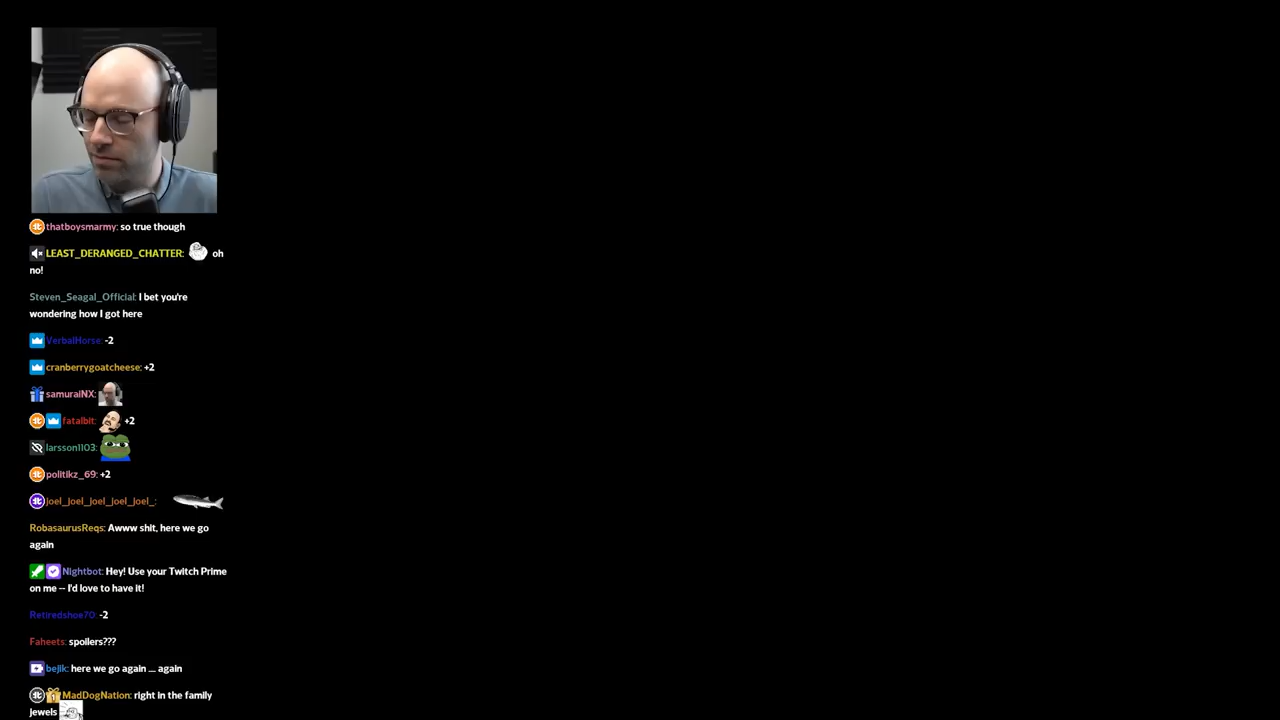 thatboysmarmy: so true though
LEAST_DERANGED_CHATTER: oh
no!
Steven_Seagal_Official: I bet you're
wondering how I got here
VerbalHorse: -2
cranberrygoatcheese: +2
samuraiNX:
fatalbit: +2
larsson1103:
politikz_69: +2
joel_joel_joel_joel_joel_:
RobasaurusReqs: Awww shit, here we go
again
Nightbot: Hey! Use your Twitch Prime
on me -- I'd love to have it!
Retiredshoe70: -2
Faheets: spoilers???
bejik: here we go again ... again
MadDogNation: right in the family
jewels